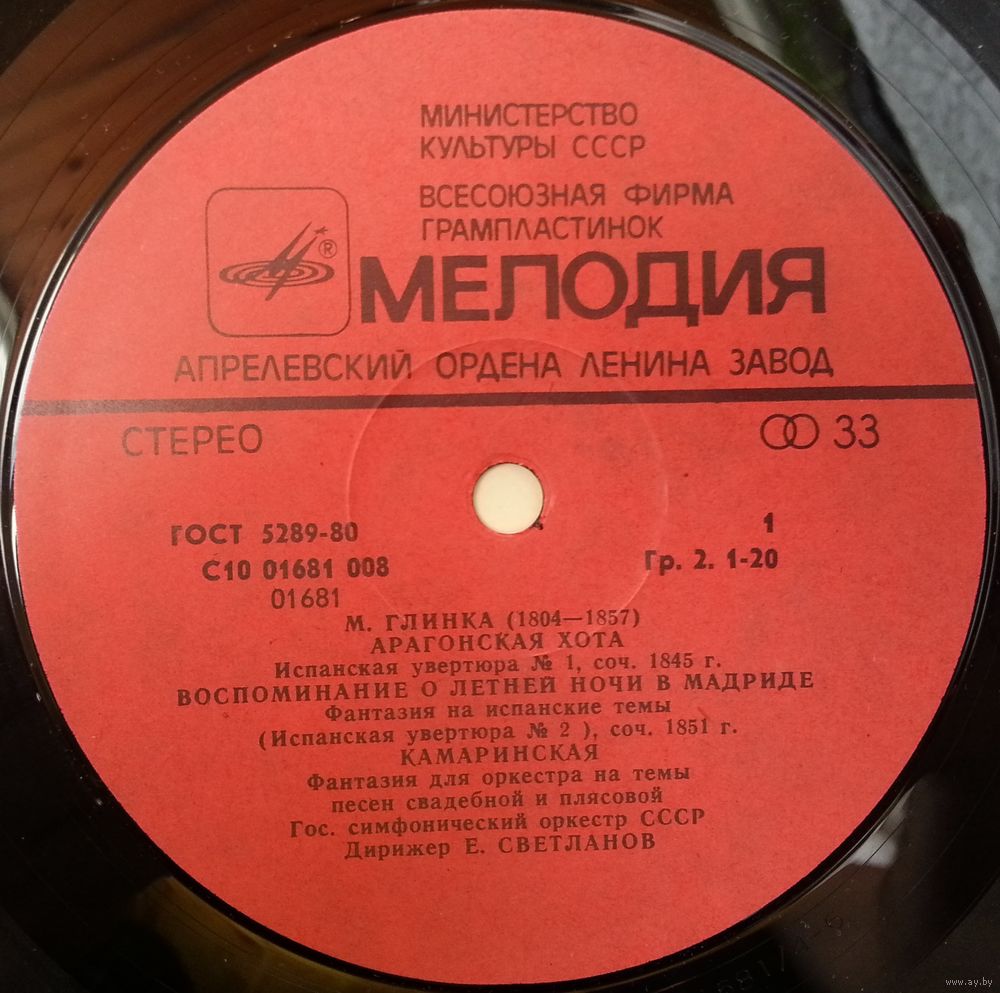 МИНИСТЕРСТВО
КУЛЬТУРЫ СССР
ВСЕСОЮЗНАЯ ФИРМА
ГРАМПЛАСТИНОК
®
МЕЛОДИЯ
АПРЕЛЕВСКИЙ ОРДЕНА ЛЕНИНА ЗАВОД
СТЕРЕО
33
ГОСТ 5289-80
1
С10 01681 008
Гр. 2. 1-20
01681
М. ГЛИНКА (1804—1857)
АРАГОНСКАЯ ХОТА
Испанская увертюра № 1, соч. 1845 г.
ВОСПОМИНАНИЕ О ЛЕТНЕЙ НОЧИ В МАДРИДЕ
Фантазия на испанские темы
(Испанская увертюра № 2 ), соч. 1851 г.
КАМАРИНСКАЯ
Фантазия для оркестра на темы
песен свадебной и плясовой
Гос. симфонический оркестр СССР
Дирижер Е. СВЕТЛАНОВ
www.ay.by